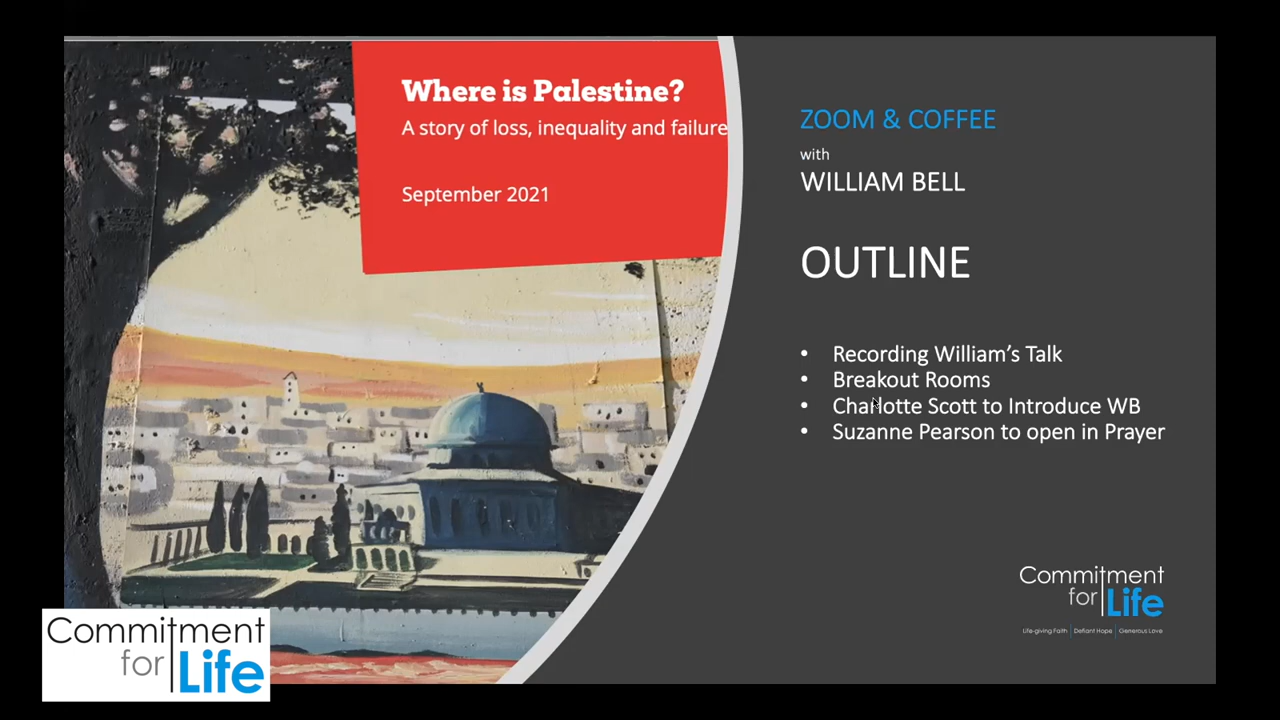 Where is Palestine?
A story of loss, inequality and failure
September 2021
ZOOM & COFFEE
with
WILLIAM BELL
OUTLINE
• Recording William's Talk
• Breakout Rooms
• Charlotte Scott to Introduce WB
• Suzanne Pearson to open in Prayer
Commitment
for Life
Life-giving Faith | Defiant Hope | Generous Love
Commitment
for Life